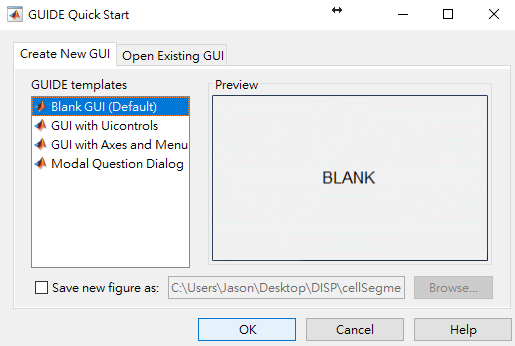 GUIDE Quick Start
Create New GUI
Open Existing GUI
GUIDE templates
Blank GUI (Default)
GUI with Uicontrols
GUI with Axes and Menu
Modal Question Dialog
Preview
BLANK
Save new figure as:
C:\Users\Jason\Desktop\DISP\cellSegme
Browse...
OK
Cancel
Help